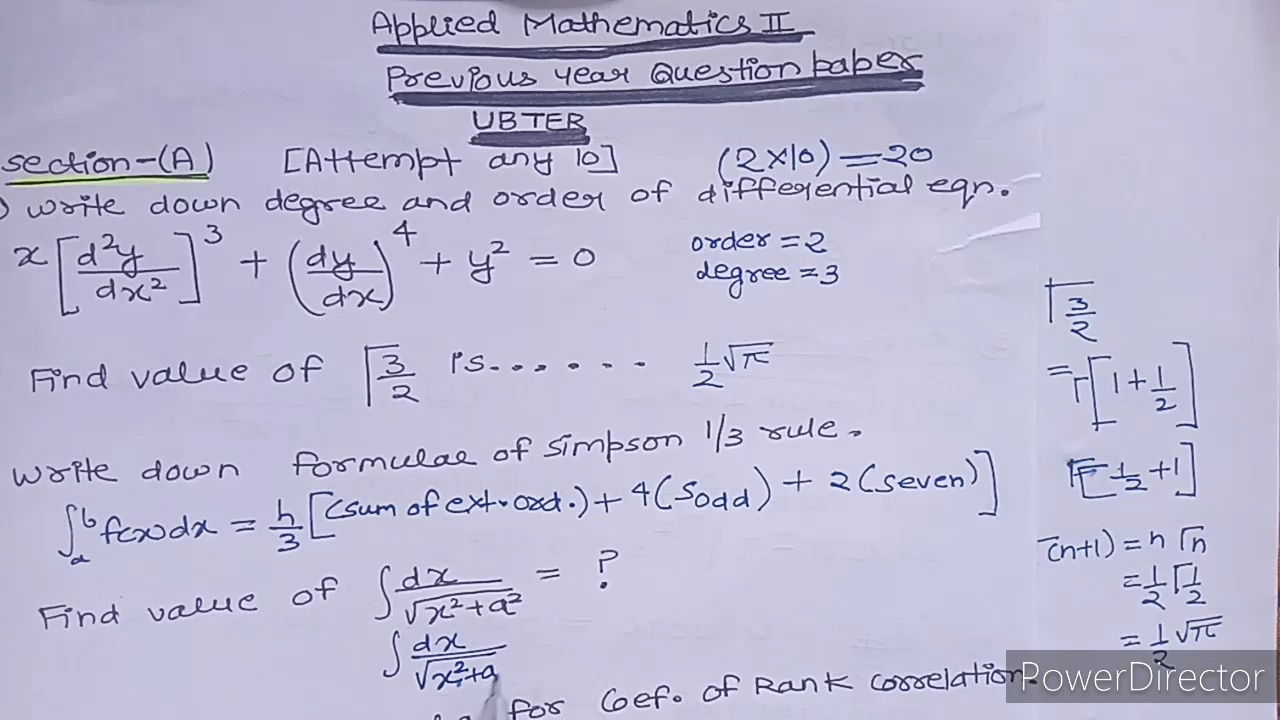 Applied Mathematics II
Previous year Question paper
UBTER
section-(A) [Attempt any 10] (2×10)=20
) write down degree and order of differential eqn.
x[d²y/dx²]³ + (dy/dx)⁴ + y² = 0
order = 2
degree = 3
Find value of Γ3/2 is...... 1/2 √π
write down formulae of simpson 1/3 rule.
∫ₐᵇ f(x)dx = h/3 [(sum of ext. ord.) + 4(Sodd) + 2(Seven)]
Find value of ∫dx/√x²+a² = ?
∫dx/√x²+a
for Coef. of Rank correlation.
Γ3/2
= Γ[1+1/2]
Γ[1/2+1]
(n+1) = n Γn
= 1/2 Γ1/2
= 1/2 √π
PowerDirector